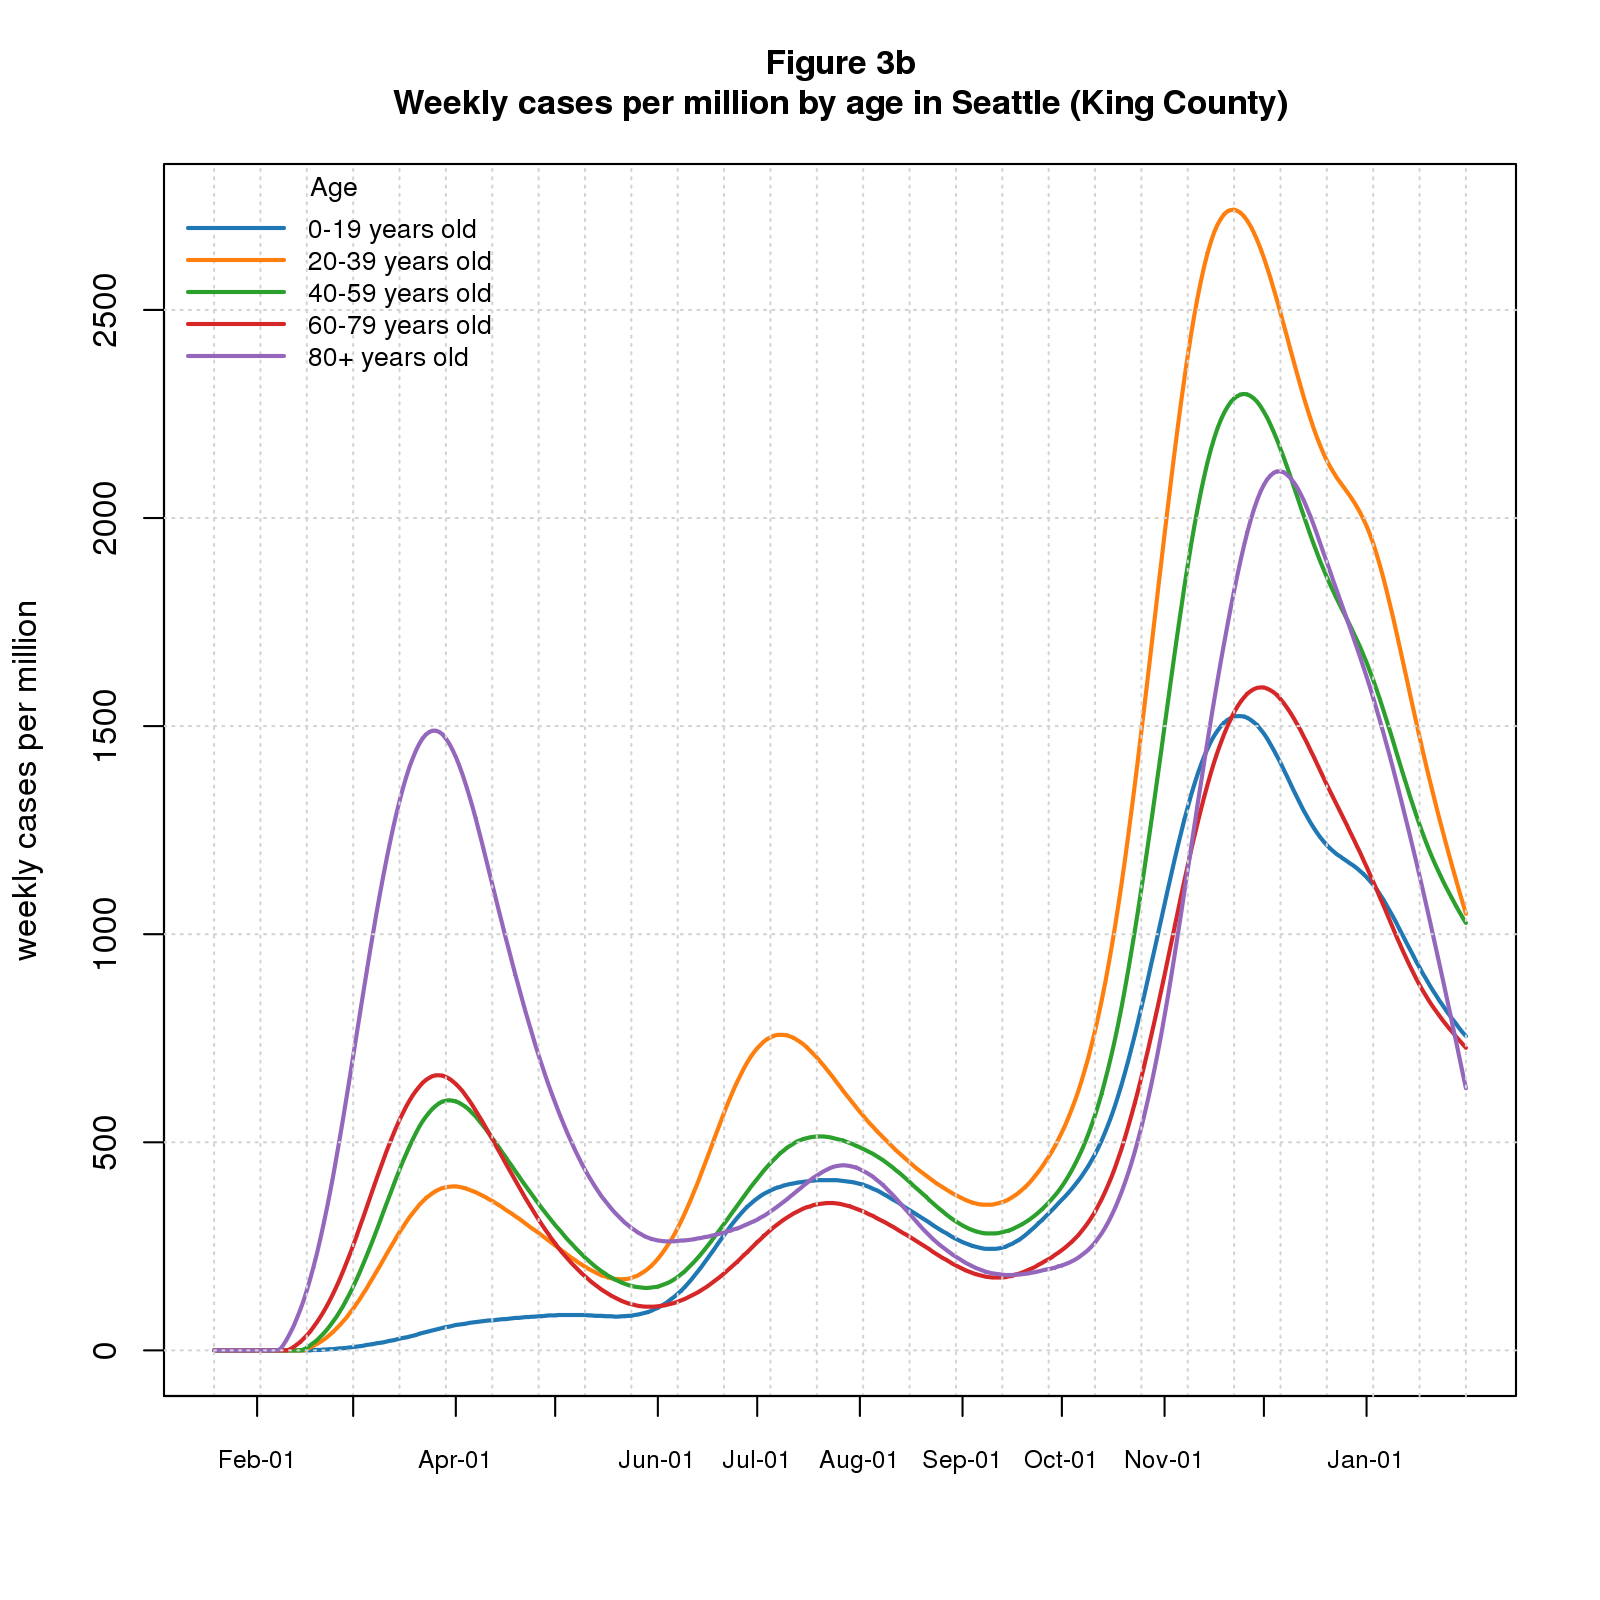 Figure 3b
Weekly cases per million by age in Seattle (King County)
Age
0-19 years old
20-39 years old
40-59 years old
60-79 years old
80+ years old
weekly cases per million
2500
2000
1500
1000
500
0
Feb-01 Apr-01 Jun-01 Jul-01 Aug-01 Sep-01 Oct-01 Nov-01 Jan-01